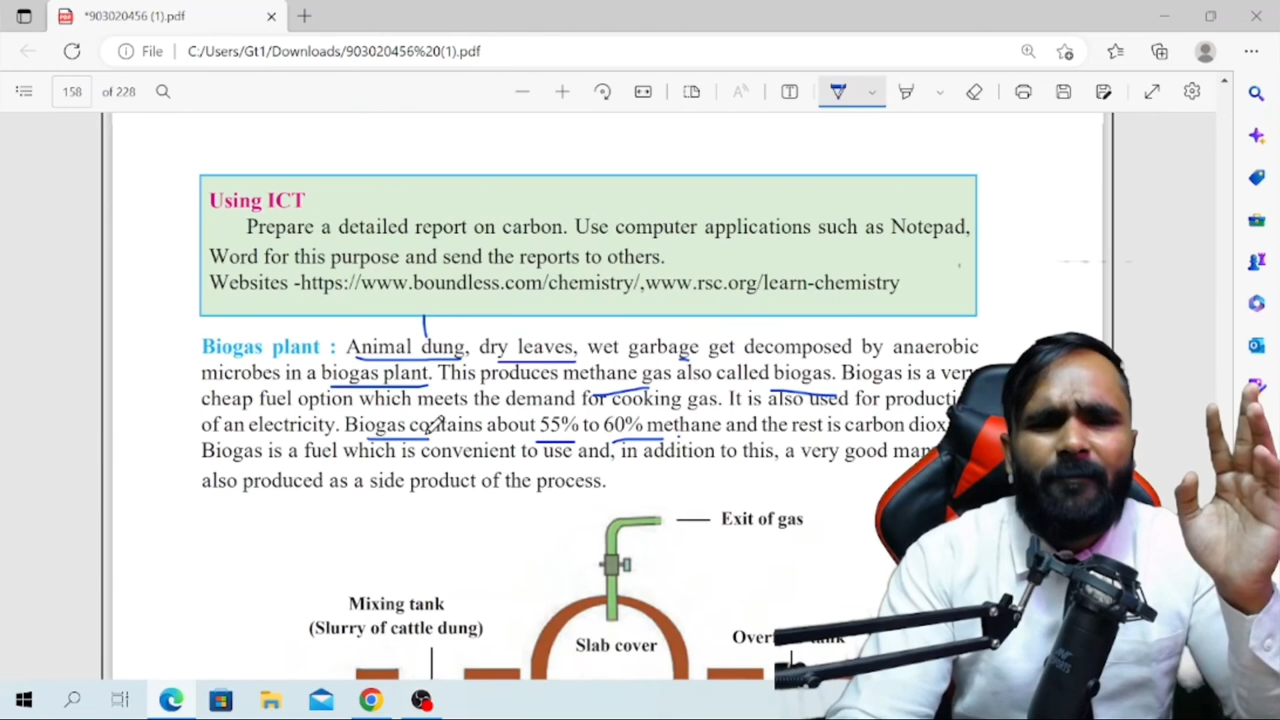 *903020456 (1).pdf
File
C:/Users/Gt1/Downloads/903020456%20(1).pdf
158 of 228
Using ICT
Prepare a detailed report on carbon. Use computer applications such as Notepad,
Word for this purpose and send the reports to others.
Websites -https://www.boundless.com/chemistry/,www.rsc.org/learn-chemistry
Biogas plant : Animal dung, dry leaves, wet garbage get decomposed by anaerobic
microbes in a biogas plant. This produces methane gas also called biogas. Biogas is a very
cheap fuel option which meets the demand for cooking gas. It is also used for producti
of an electricity. Biogas contains about 55% to 60% methane and the rest is carbon diox
Biogas is a fuel which is convenient to use and, in addition to this, a very good man
also produced as a side product of the process.
Exit of gas
Mixing tank
(Slurry of cattle dung)
Slab cover